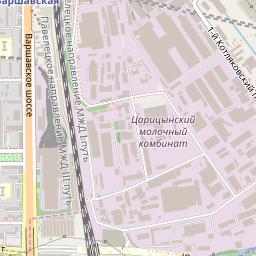 Варшавская
Варшавское шоссе
Павелецкое направление МЖД II путь
Павелецкое направление МЖД I путь
1-й Котляковский п
Царицынский
молочный
комбинат